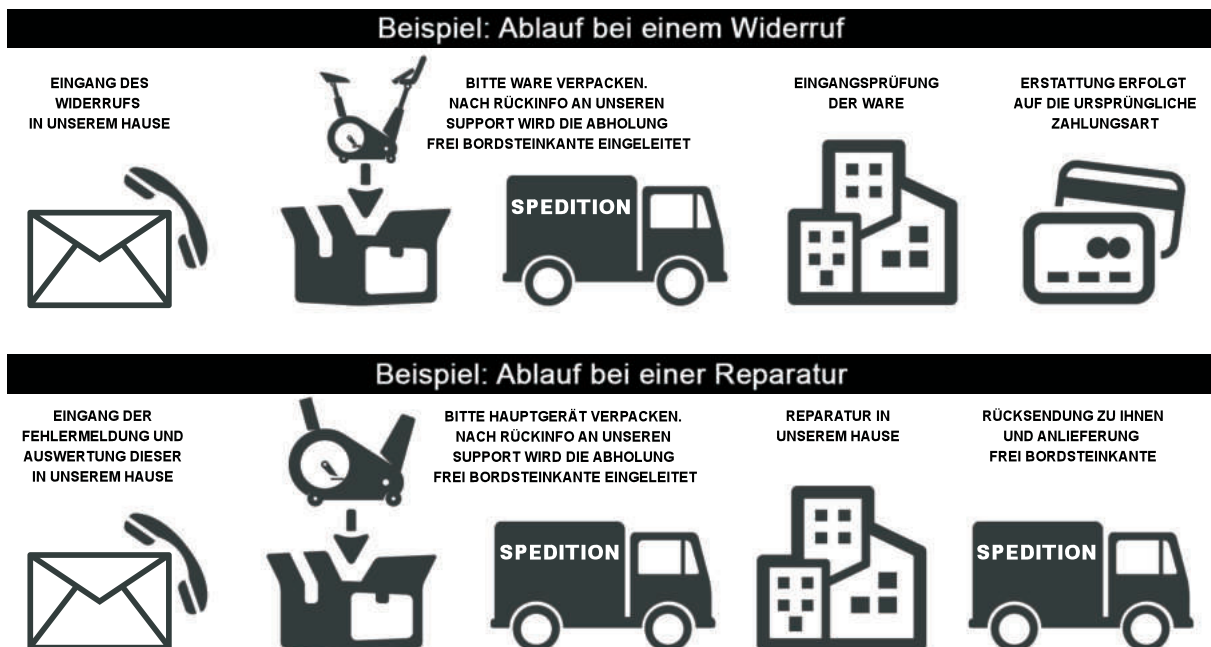 Beispiel: Ablauf bei einem Widerruf
EINGANG DES
WIDERRUFS
IN UNSEREM HAUSE
BITTE WARE VERPACKEN.
NACH RÜCKINFO AN UNSEREN
SUPPORT WIRD DIE ABHOLUNG
FREI BORDSTEINKANTE EINGELEITET
SPEDITION
EINGANGSPRÜFUNG
DER WARE
ERSTATTUNG ERFOLGT
AUF DIE URSPRÜNGLICHE
ZAHLUNGSART
Beispiel: Ablauf bei einer Reparatur
EINGANG DER
FEHLERMELDUNG UND
AUSWERTUNG DIESER
IN UNSEREM HAUSE
BITTE HAUPTGERÄT VERPACKEN.
NACH RÜCKINFO AN UNSEREN
SUPPORT WIRD DIE ABHOLUNG
FREI BORDSTEINKANTE EINGELEITET
SPEDITION
REPARATUR IN
UNSEREM HAUSE
RÜCKSENDUNG ZU IHNEN
UND ANLIEFERUNG
FREI BORDSTEINKANTE
SPEDITION